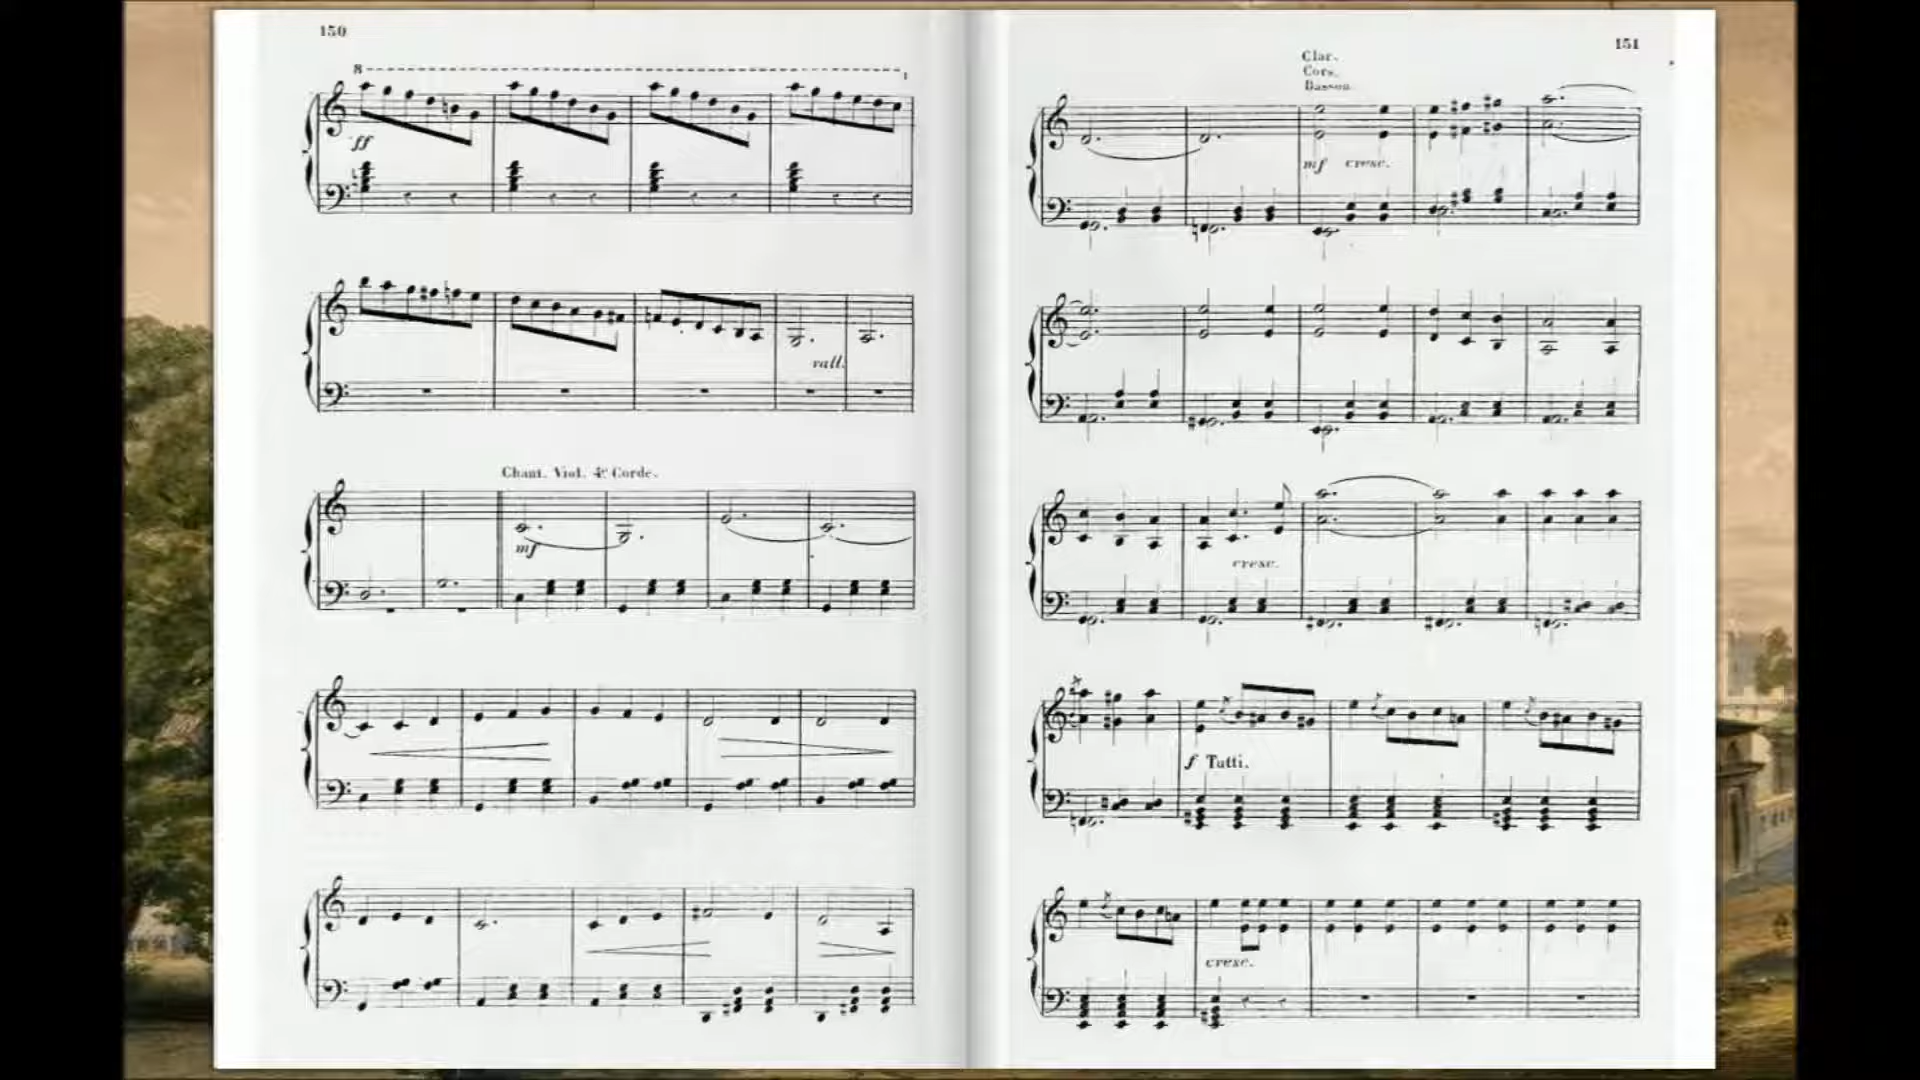 150
8
ff
rall.
Chant. Viol. 4e Corde.
mf
151
Clar.
Cors.
Basson.
mf cresc.
cresc.
f Tutti.
cresc.